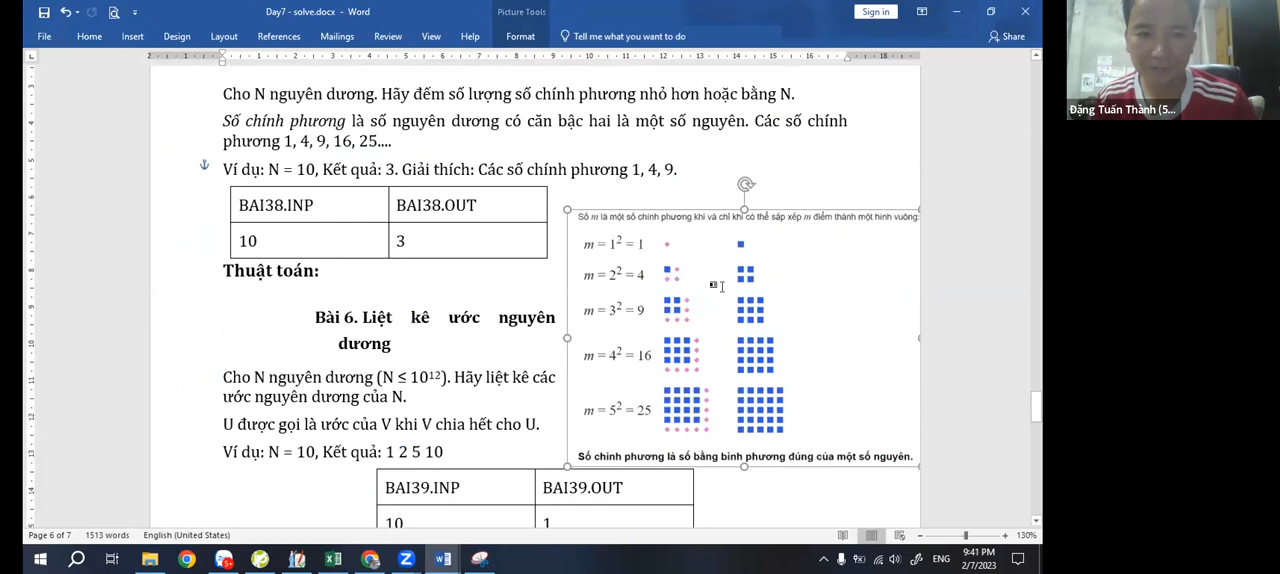 Day7 - solve.docx - Word
Picture Tools
Sign in
File Home Insert Design Layout References Mailings Review View Help Format Tell me what you want to do Share
Cho N nguyên dương. Hãy đếm số lượng số chính phương nhỏ hơn hoặc bằng N.
Số chính phương là số nguyên dương có căn bậc hai là một số nguyên. Các số chính
phương 1, 4, 9, 16, 25....
Ví dụ: N = 10, Kết quả: 3. Giải thích: Các số chính phương 1, 4, 9.
BAI38.INP BAI38.OUT
10 3
Thuật toán:
Số m là một số chính phương khi và chỉ khi có thể sắp xếp m điểm thành một hình vuông:
m = 1² = 1
m = 2² = 4
m = 3² = 9
m = 4² = 16
m = 5² = 25
Số chính phương là số bằng bình phương đúng của một số nguyên.
Bài 6. Liệt kê ước nguyên
dương
Cho N nguyên dương (N ≤ 10¹²). Hãy liệt kê các
ước nguyên dương của N.
U được gọi là ước của V khi V chia hết cho U.
Ví dụ: N = 10, Kết quả: 1 2 5 10
BAI39.INP BAI39.OUT
10 1
Page 6 of 7 1513 words English (United States)
130%
ENG
9:41 PM
2/7/2023
Đặng Tuấn Thành (5...